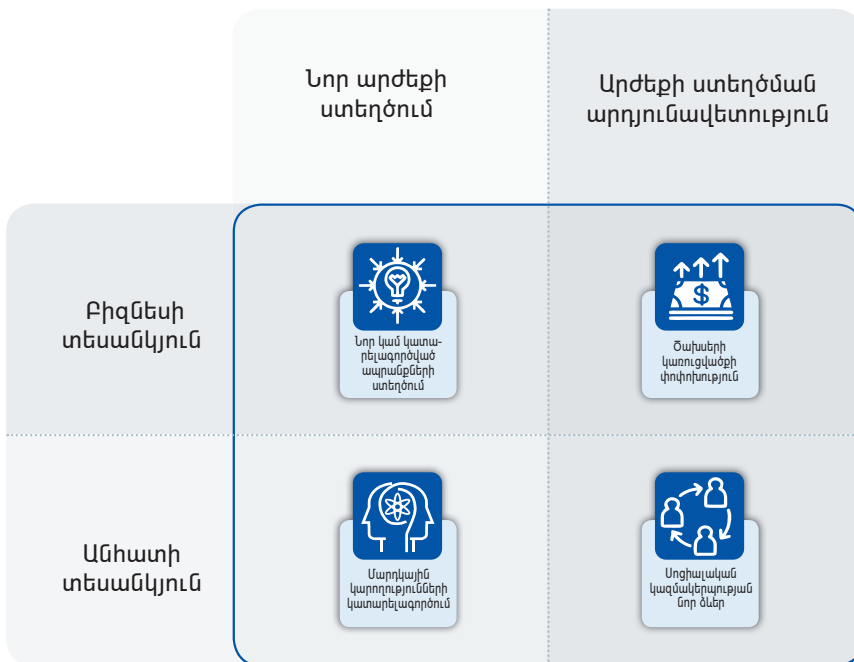 Նոր արժեքի
ստեղծում
Արժեքի ստեղծման
արդյունավետություն
Բիզնեսի
տեսանկյուն
Նոր կամ կատա-
րելագործված
ապրանքների
ստեղծում
$
Ծախսերի
կառուցվածքի
փոփոխություն
Անհատի
տեսանկյուն
Մարդկային
կարողությունների
կատարելագործում
Սոցիալական
կազմակերպության
նոր ձևեր